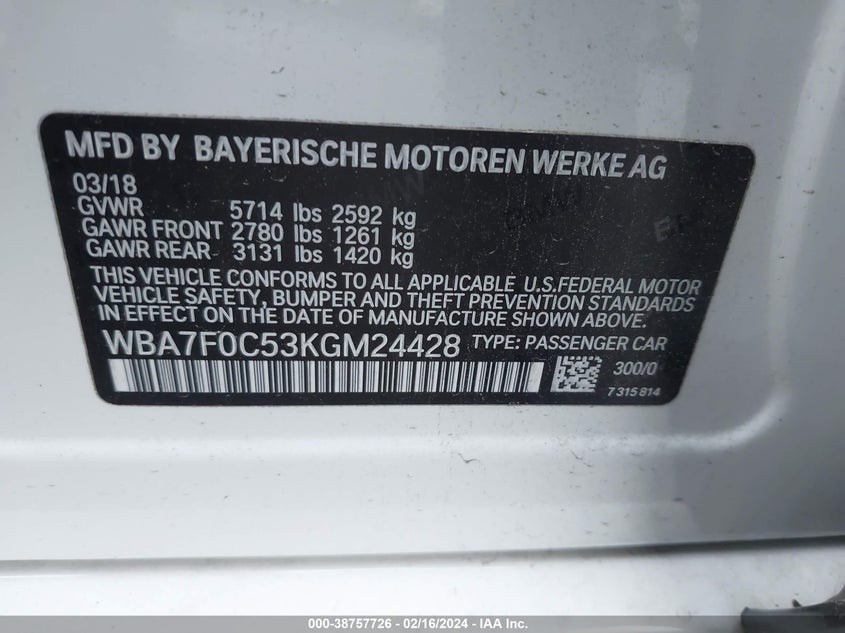 MFD BY BAYERISCHE MOTOREN WERKE AG
03/18
GVWR 5714 lbs 2592 kg
GAWR FRONT 2780 lbs 1261 kg
GAWR REAR 3131 lbs 1420 kg
THIS VEHICLE CONFORMS TO ALL APPLICABLE U.S.FEDERAL MOTOR
VEHICLE SAFETY, BUMPER AND THEFT PREVENTION STANDARDS
IN EFFECT ON THE DATE OF MANUFACTURE SHOWN ABOVE.
WBA7F0C53KGM24428 TYPE: PASSENGER CAR
300/0
7 315 814
000-38757726 - 02/16/2024 - IAA Inc.